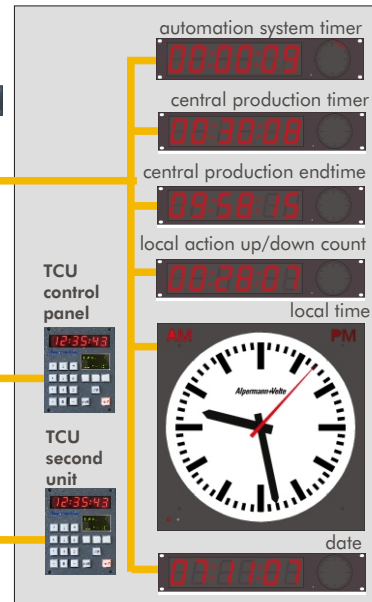 automation system timer
00:00:09
central production timer
00:30:08
central production endtime
09:58:15
local action up/down count
00:28:07
local time
AM PM
Alpermann+Velte
TCU
control
panel
12:35:43
TCU
second
unit
12:35:43
date
07:11:07